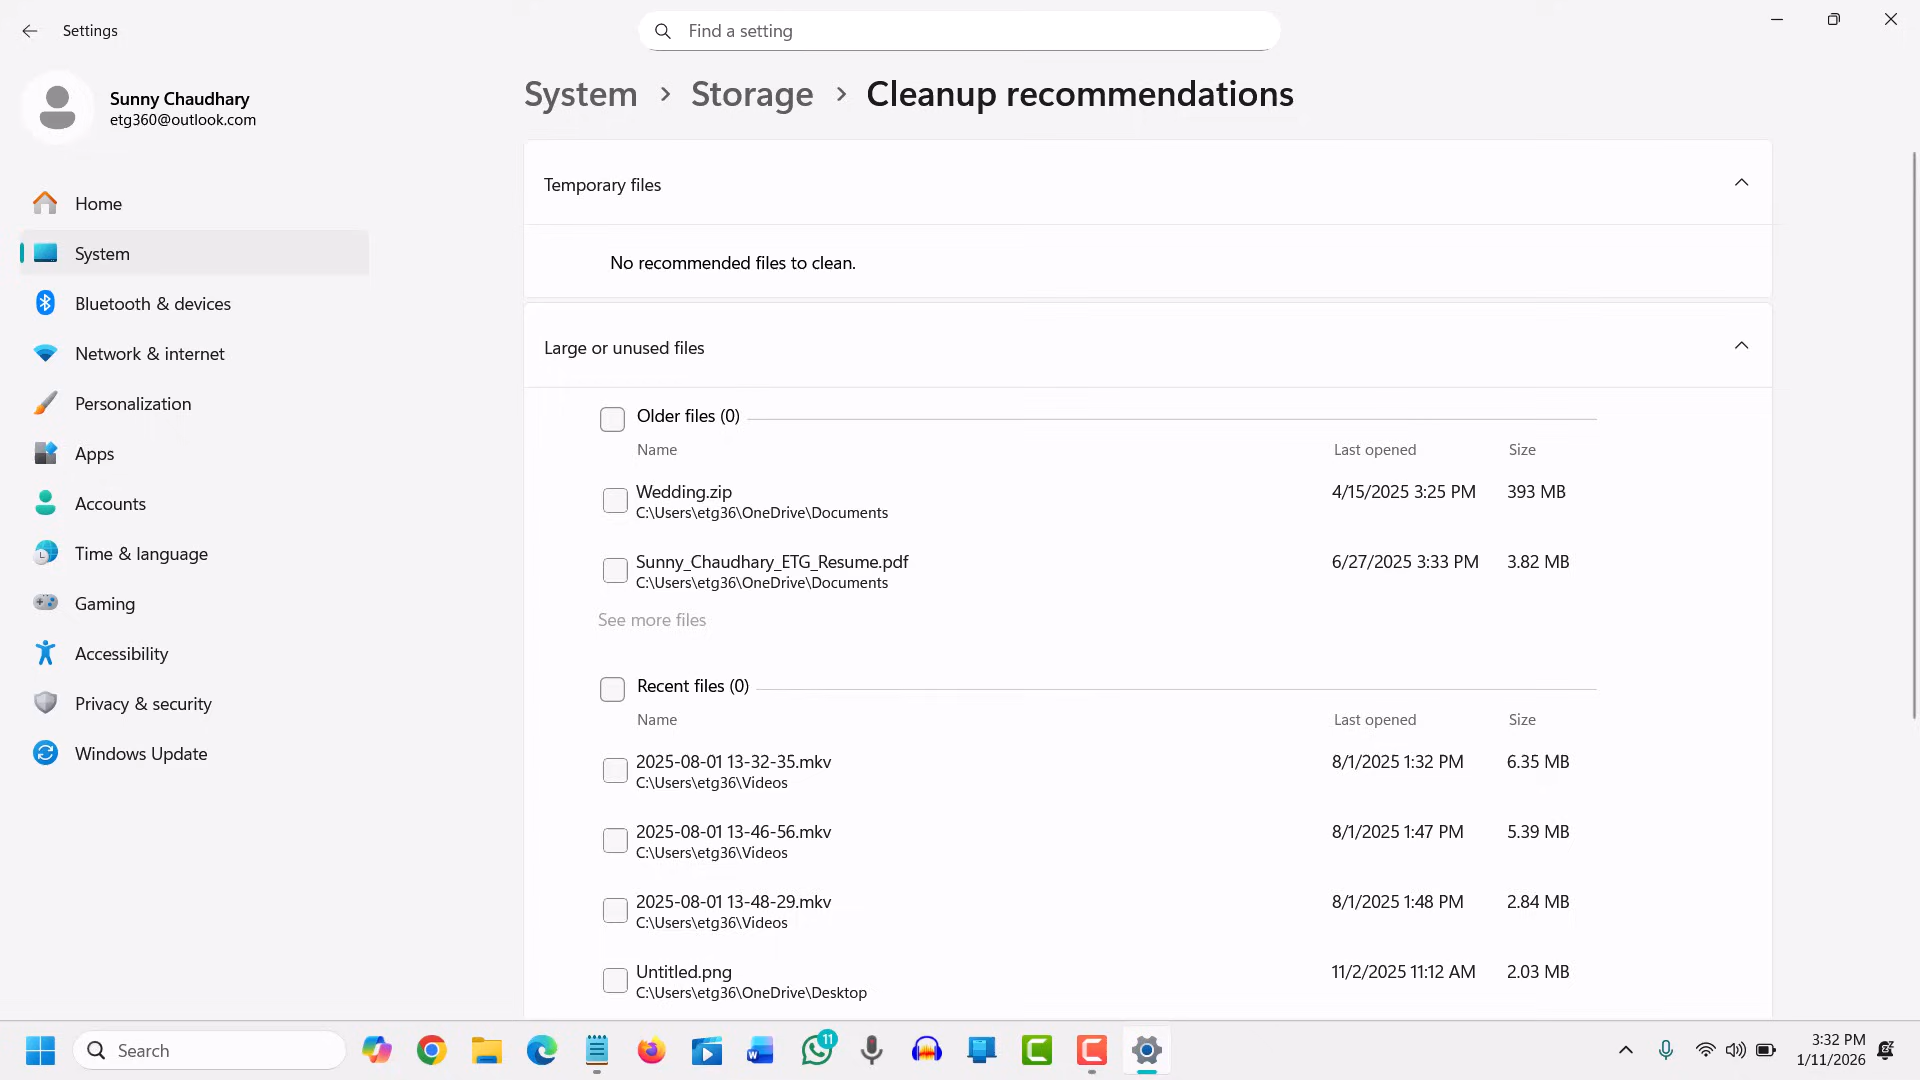 Settings
Find a setting
Sunny Chaudhary
etg360@outlook.com
Home
System
Bluetooth & devices
Network & internet
Personalization
Apps
Accounts
Time & language
Gaming
Accessibility
Privacy & security
Windows Update
System > Storage > Cleanup recommendations
Temporary files
No recommended files to clean.
Large or unused files
Older files (0)
Name Last opened Size
Wedding.zip 4/15/2025 3:25 PM 393 MB
C:\Users\etg36\OneDrive\Documents
Sunny_Chaudhary_ETG_Resume.pdf 6/27/2025 3:33 PM 3.82 MB
C:\Users\etg36\OneDrive\Documents
See more files
Recent files (0)
Name Last opened Size
2025-08-01 13-32-35.mkv 8/1/2025 1:32 PM 6.35 MB
C:\Users\etg36\Videos
2025-08-01 13-46-56.mkv 8/1/2025 1:47 PM 5.39 MB
C:\Users\etg36\Videos
2025-08-01 13-48-29.mkv 8/1/2025 1:48 PM 2.84 MB
C:\Users\etg36\Videos
Untitled.png 11/2/2025 11:12 AM 2.03 MB
C:\Users\etg36\OneDrive\Desktop
Search
11
3:32 PM
1/11/2026